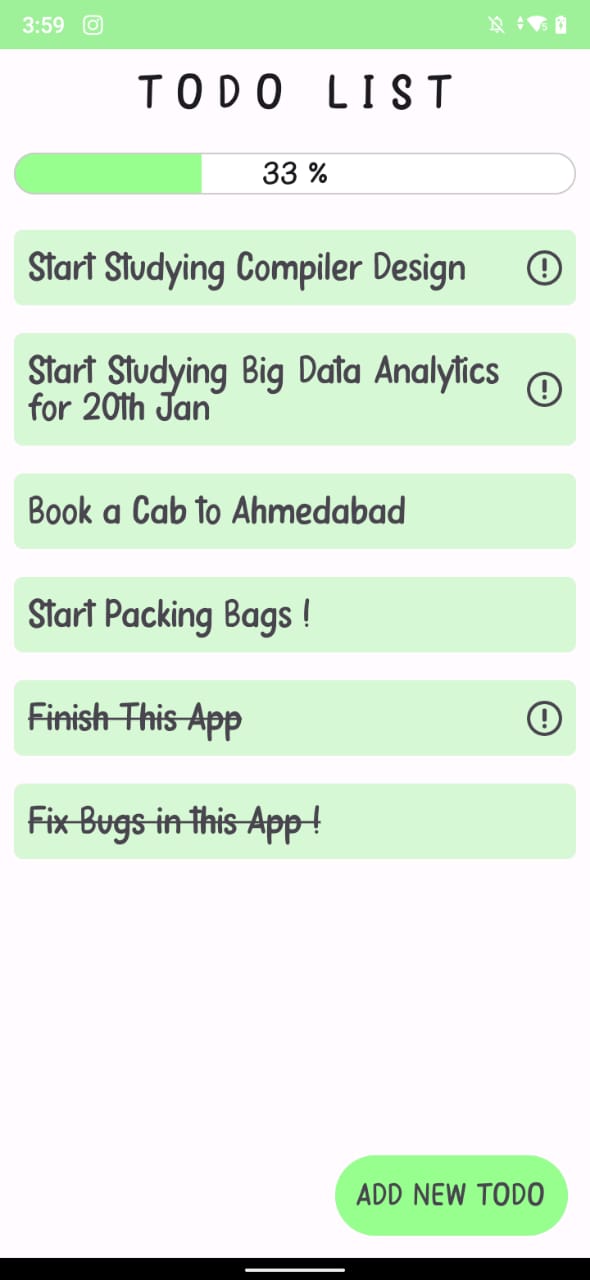 3:59
TODO LIST
33 %
Start Studying Compiler Design
Start Studying Big Data Analytics
for 20th Jan
Book a Cab to Ahmedabad
Start Packing Bags !
Finish This App
Fix Bugs in this App !
ADD NEW TODO